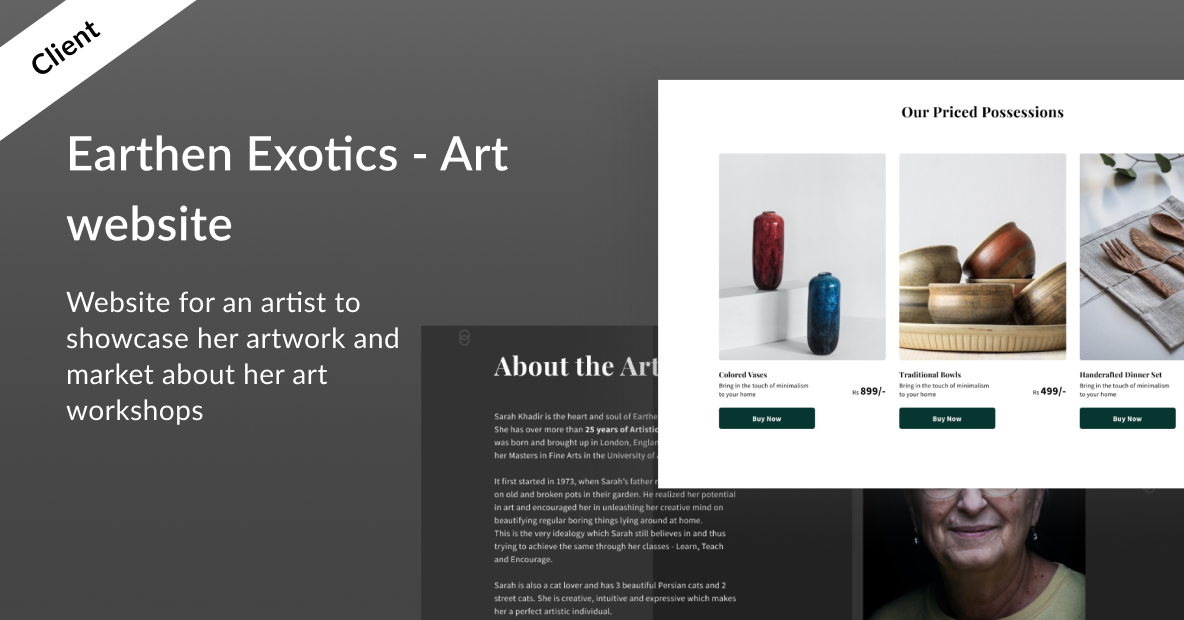 Client
Earthen Exotics - Art
website
Website for an artist to
showcase her artwork and
market about her art
workshops
Our Priced Possessions
Colored Vases
Bring in the touch of minimalism
to your home
Rs 899/-
Buy Now
Traditional Bowls
Bring in the touch of minimalism
to your home
Rs 499/-
Buy Now
Handcrafted Dinner Set
Bring in the touch of minimalism
to your home
Buy Now
About the Art
Sarah Khadir is the heart and soul of Earthe
She has over more than 25 years of Artistic
was born and brought up in London, Englan
her Masters in Fine Arts in the University of
It first started in 1973, when Sarah's father
on old and broken pots in their garden. He realized her potential
in art and encouraged her in unleashing her creative mind on
beautifying regular boring things lying around at home.
This is the very idealogy which Sarah still believes in and thus
trying to achieve the same through her classes - Learn, Teach
and Encourage.
Sarah is also a cat lover and has 3 beautiful Persian cats and 2
street cats. She is creative, intuitive and expressive which makes
her a perfect artistic individual.